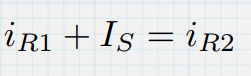 i_{R1} + I_S = i_{R2}